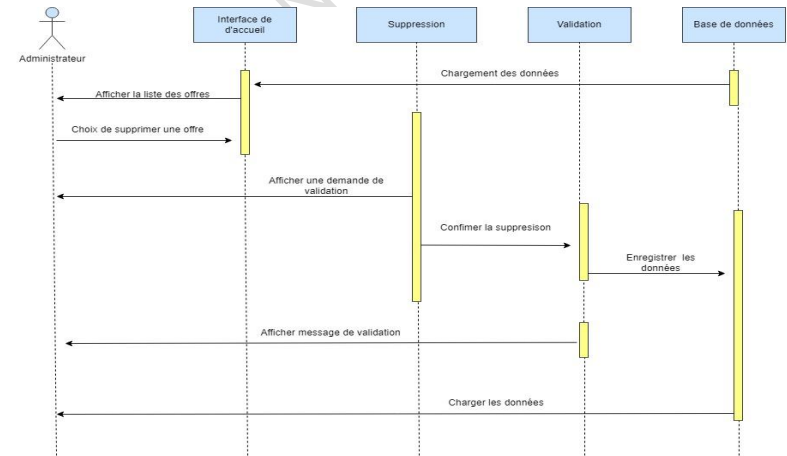 Interface de
d'accueil
Suppression
Validation
Base de données
Administrateur
Chargement des données
Afficher la liste des offres
Choix de supprimer une offre
Afficher une demande de
validation
Confimer la suppresison
Enregistrer les
données
Afficher message de validation
Charger les données